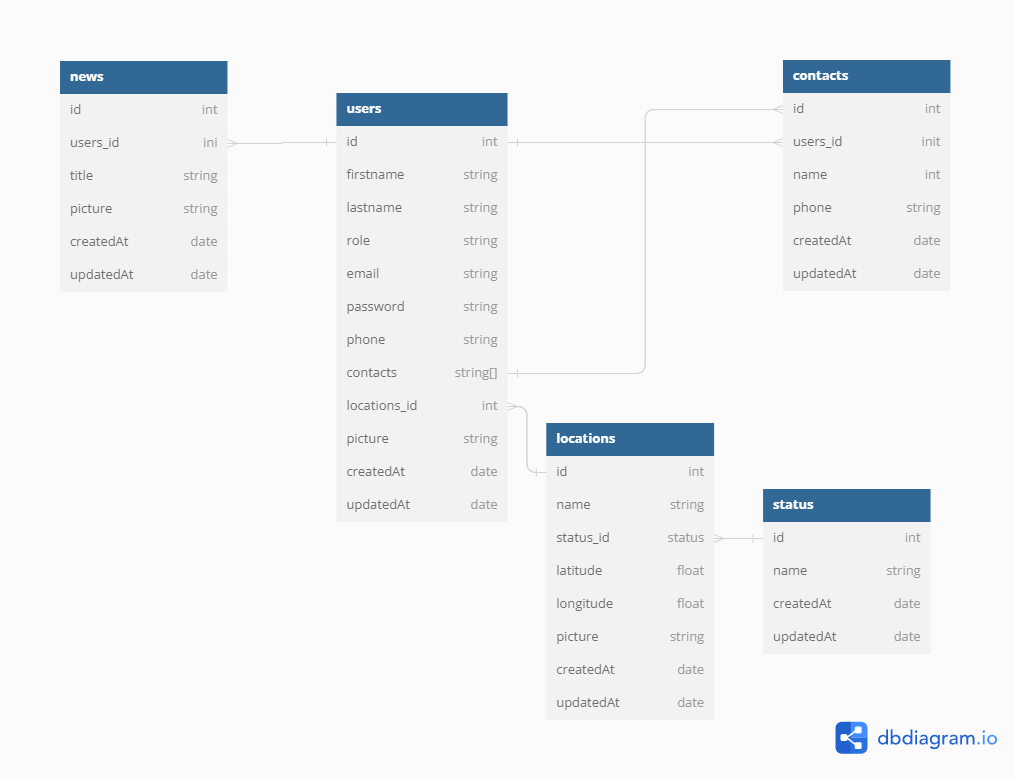 news
id int
users_id ini
title string
picture string
createdAt date
updatedAt date
users
id int
firstname string
lastname string
role string
email string
password string
phone string
contacts string[]
locations_id int
picture string
createdAt date
updatedAt date
contacts
id int
users_id init
name int
phone string
createdAt date
updatedAt date
locations
id int
name string
status_id status
latitude float
longitude float
picture string
createdAt date
updatedAt date
status
id int
name string
createdAt date
updatedAt date
dbdiagram.io